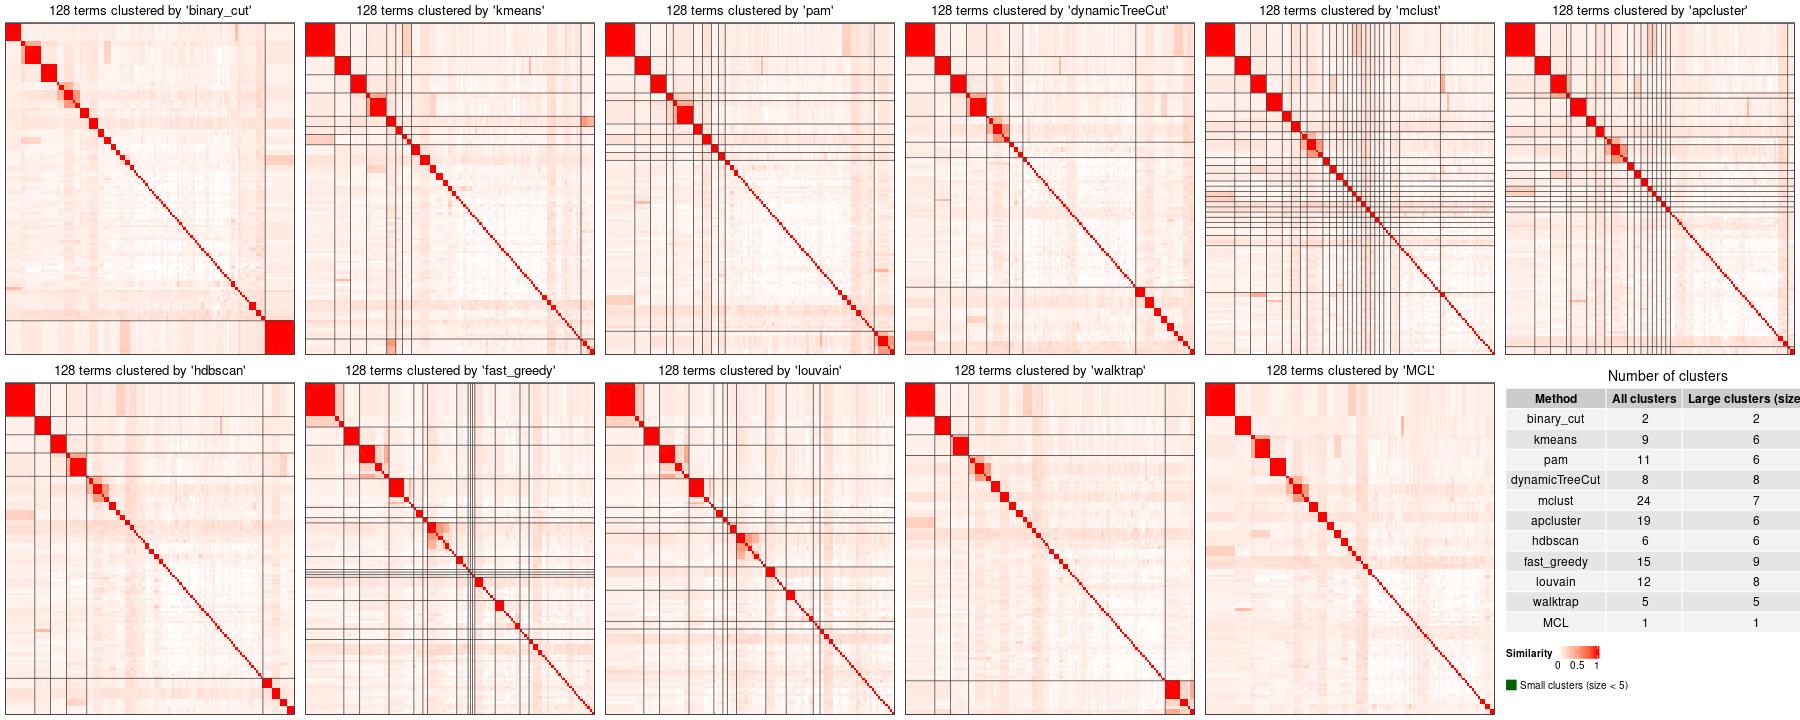 128 terms clustered by 'binary_cut'
128 terms clustered by 'kmeans'
128 terms clustered by 'pam'
128 terms clustered by 'dynamicTreeCut'
128 terms clustered by 'mclust'
128 terms clustered by 'apcluster'
128 terms clustered by 'hdbscan'
128 terms clustered by 'fast_greedy'
128 terms clustered by 'louvain'
128 terms clustered by 'walktrap'
128 terms clustered by 'MCL'
Number of clusters
Method All clusters Large clusters (size
binary_cut 2 2
kmeans 9 6
pam 11 6
dynamicTreeCut 8 8
mclust 24 7
apcluster 19 6
hdbscan 6 6
fast_greedy 15 9
louvain 12 8
walktrap 5 5
MCL 1 1
Similarity
0 0.5 1
Small clusters (size < 5)